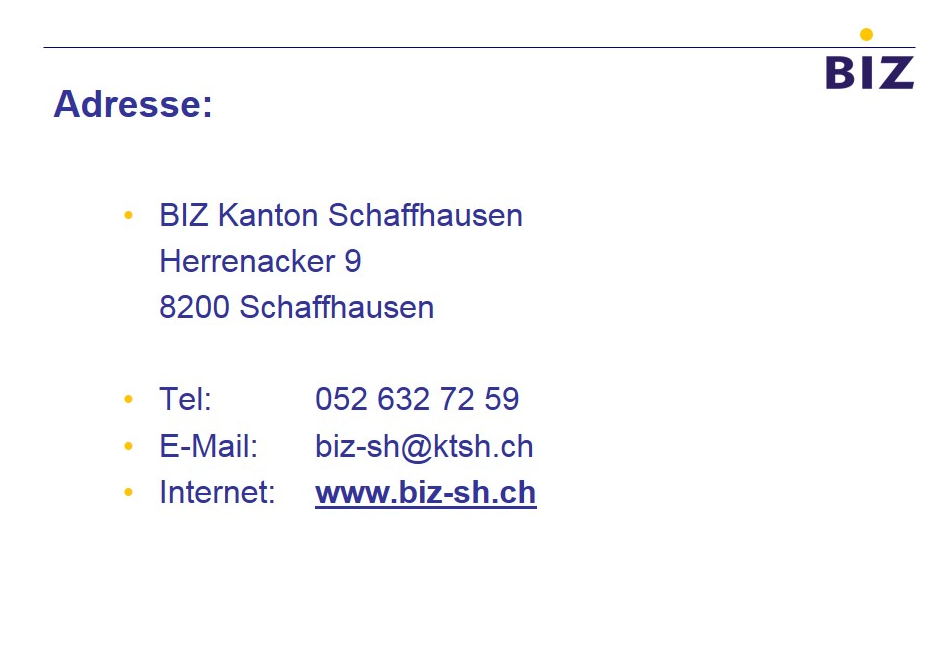 BIZ
Adresse:
• BIZ Kanton Schaffhausen
Herrenacker 9
8200 Schaffhausen
• Tel: 052 632 72 59
• E-Mail: biz-sh@ktsh.ch
• Internet: www.biz-sh.ch